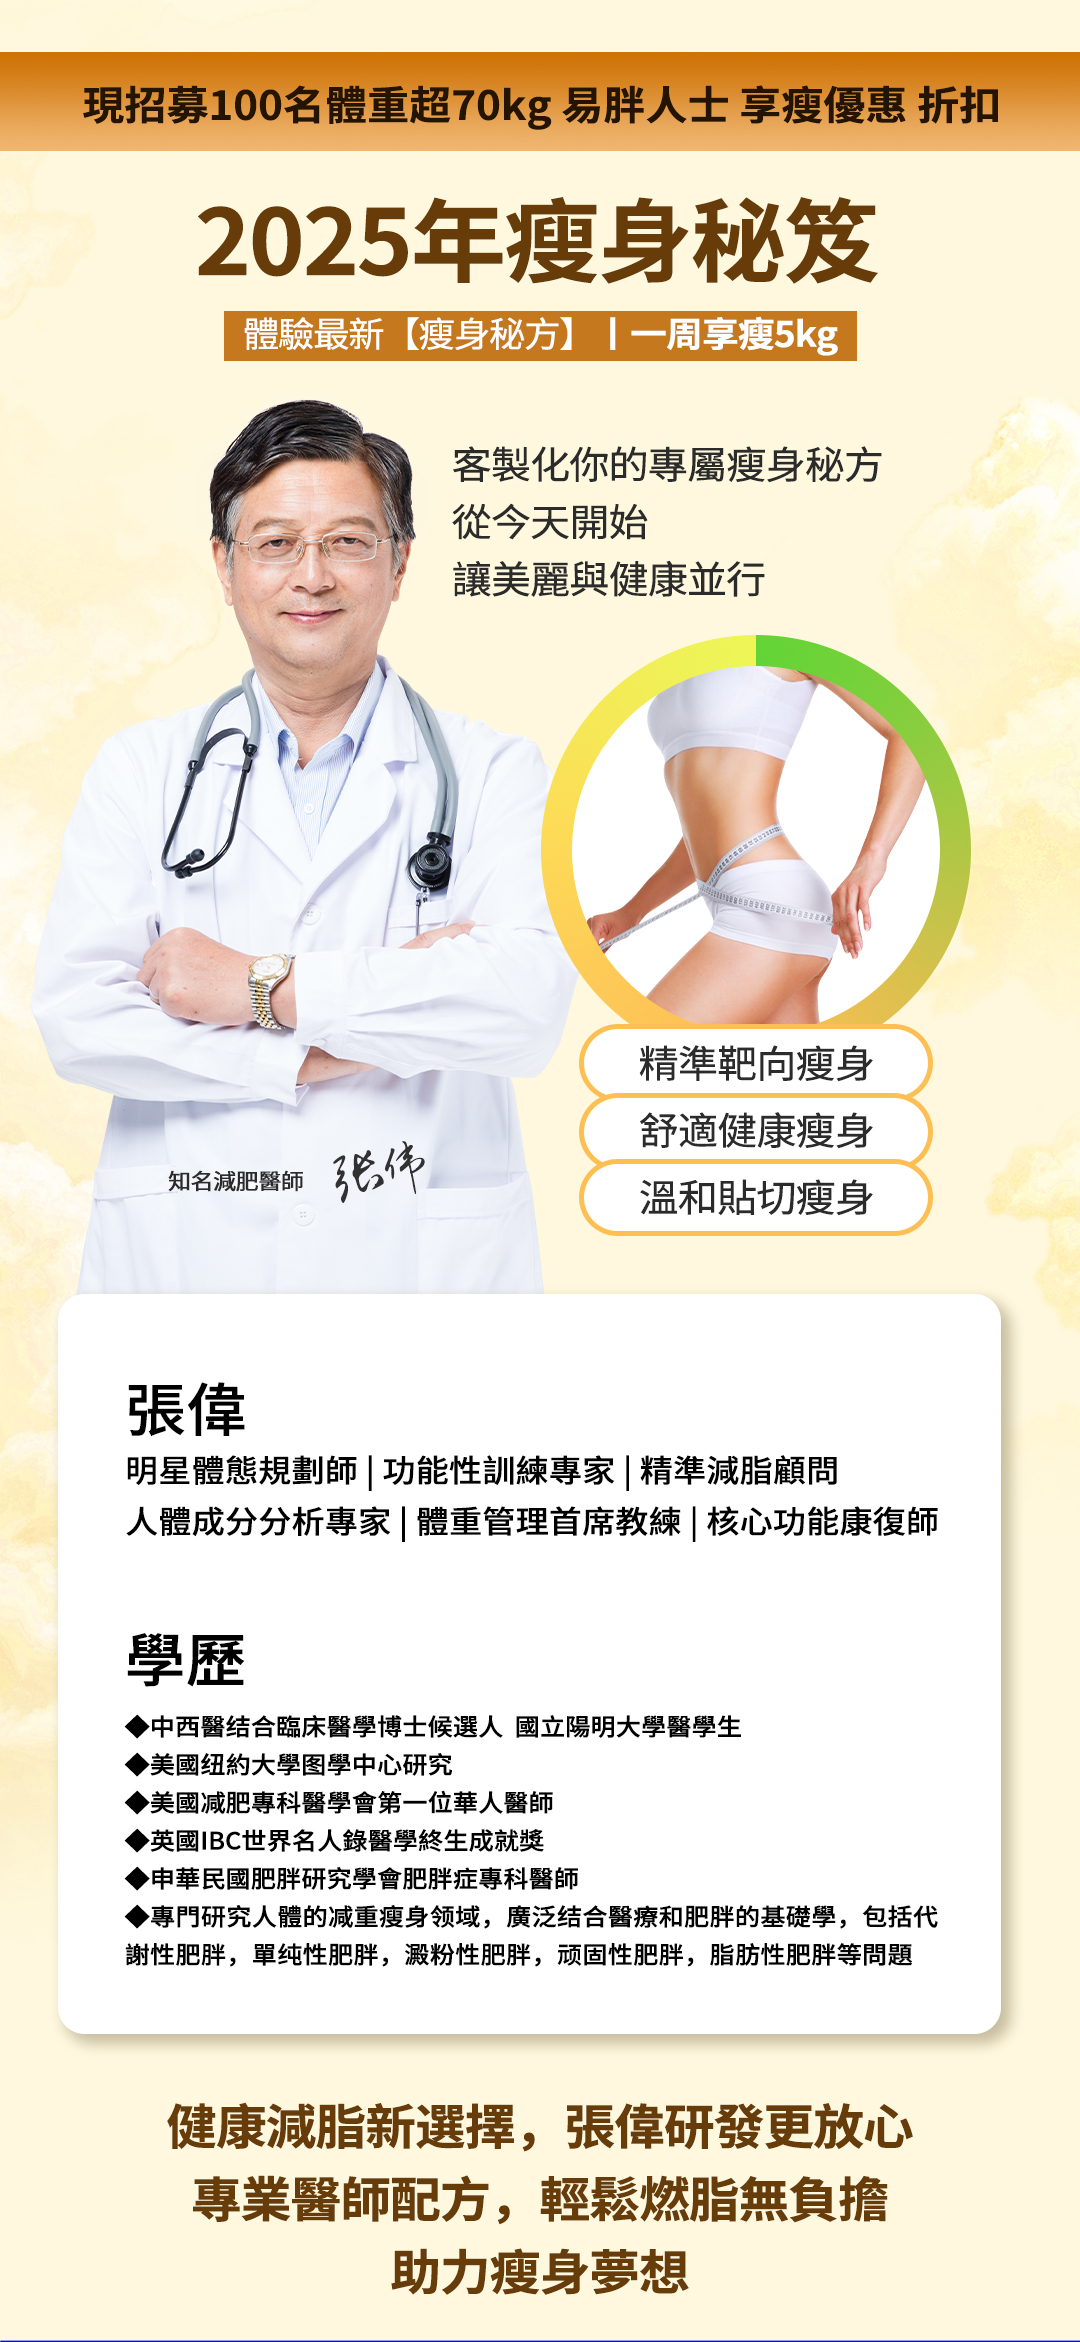 現招募100名體重超70kg 易胖人士 享瘦優惠 折扣
2025年瘦身秘笈
體驗最新【瘦身秘方】丨一周享瘦5kg
客製化你的專屬瘦身秘方
從今天開始
讓美麗與健康並行
精準靶向瘦身
舒適健康瘦身
溫和貼切瘦身
知名減肥醫師 张伟
張偉
明星體態規劃師 | 功能性訓練專家 | 精準減脂顧問
人體成分分析專家 | 體重管理首席教練 | 核心功能康復師
學歷
◆中西醫结合臨床醫學博士候選人 國立陽明大學醫學生
◆美國纽約大學图學中心研究
◆美國减肥專科醫學會第一位華人醫師
◆英國IBC世界名人錄醫學終生成就獎
◆申華民國肥胖研究學會肥胖症專科醫師
◆專門研究人體的减重瘦身领域，廣泛结合醫療和肥胖的基礎學，包括代
謝性肥胖，單纯性肥胖，澱粉性肥胖，顽固性肥胖，脂肪性肥胖等問題
健康減脂新選擇，張偉研發更放心
專業醫師配方，輕鬆燃脂無負擔
助力瘦身夢想